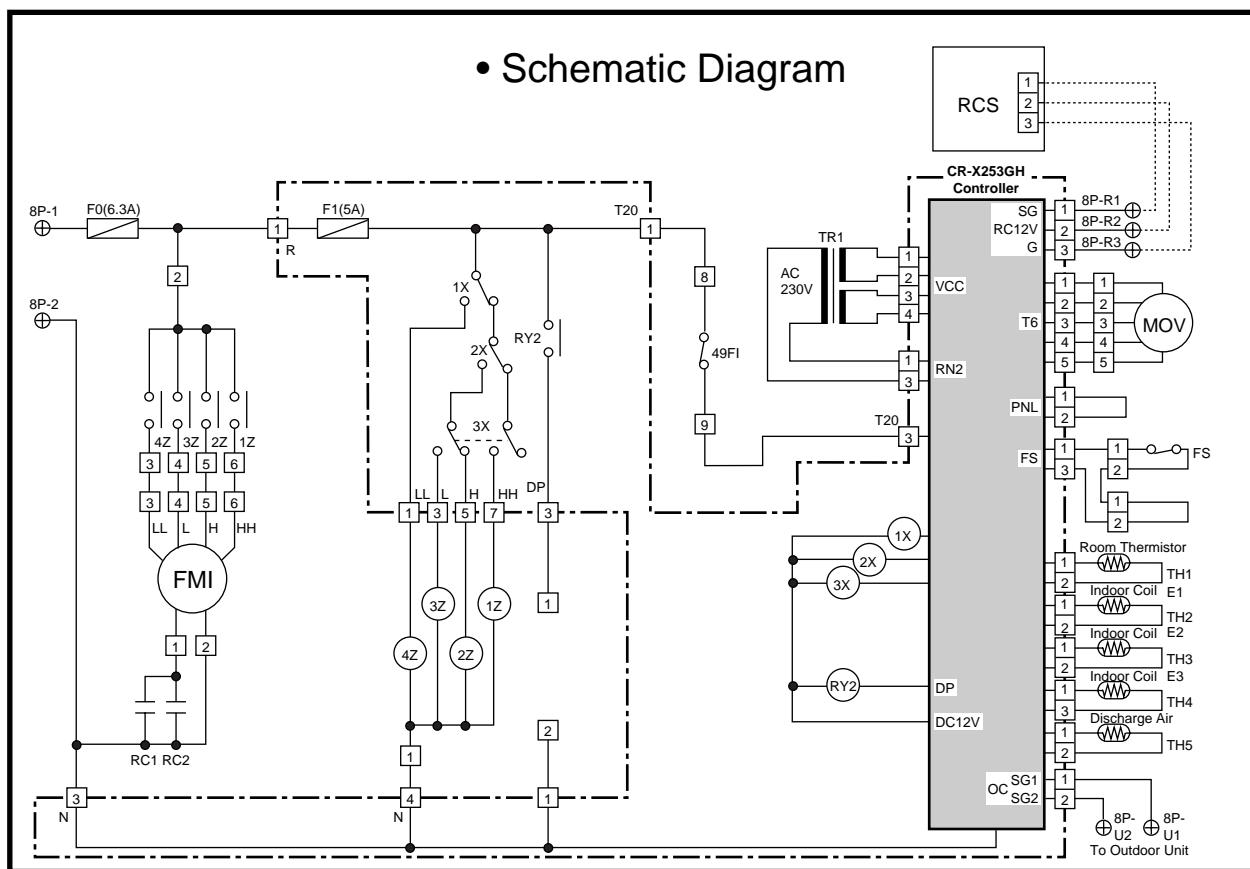 • Schematic Diagram
RCS
1
2
3
CR-X253GH
Controller
8P-1
F0(6.3A)
1
R
F1(5A)
T20
1
SG
RC12V
G
1
2
3
8P-R1
8P-R2
8P-R3
2
8
TR1
AC
230V
1
2
3
4
VCC
1X
8P-2
RY2
2X
49FI
1
3
RN2
T6
1
2
3
4
5
1
2
3
4
5
MOV
PNL
1
2
4Z
3Z
2Z
1Z
3X
9
T20
3
FS
1
3
1
2
FS
1
2
3
4
5
6
3
4
5
6
LL
L
H
HH
DP
1
3
5
7
3
LL
L
H
HH
FMI
1X
2X
3X
Room Thermistor
1
2
TH1
Indoor Coil E1
1
2
TH2
Indoor Coil E2
1
2
TH3
Indoor Coil E3
1
3
TH4
Discharge Air
1
2
TH5
3Z
1Z
4Z
2Z
1
1
2
RY2
DP
DC12V
RC1
RC2
1
2
3
N
4
N
1
OC
SG1
SG2
1
2
8P-
U2
8P-
U1
To Outdoor Unit